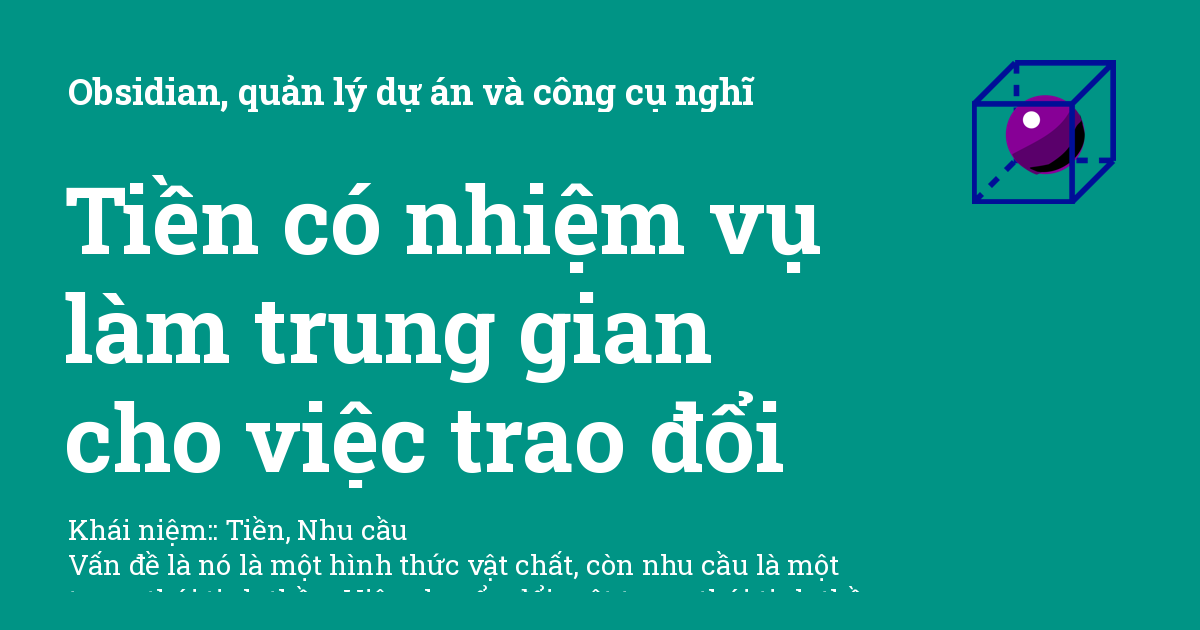 Obsidian, quản lý dự án và công cụ nghĩ
Tiền có nhiệm vụ
làm trung gian
cho việc trao đổi
Khái niệm:: Tiền, Nhu cầu
Vấn đề là nó là một hình thức vật chất, còn nhu cầu là một